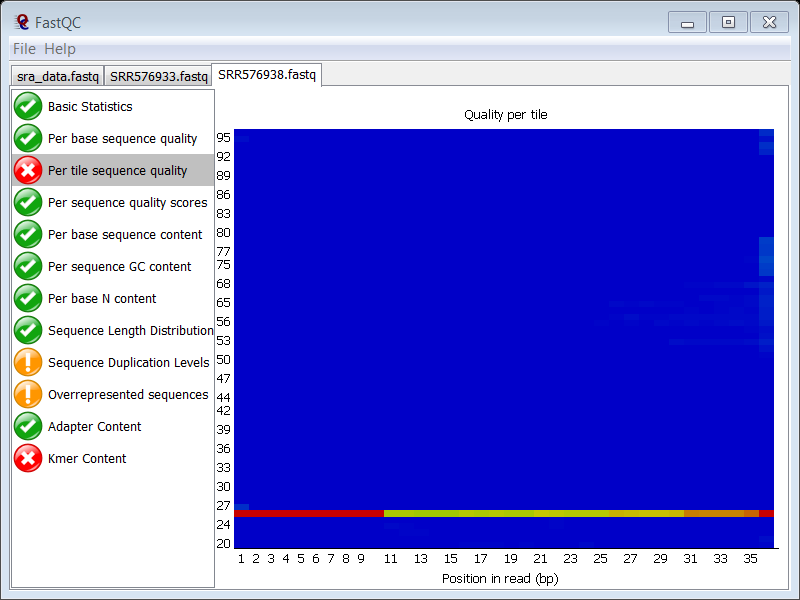 FastQC
File Help
sra_data.fastq SRR576933.fastq SRR576938.fastq
Basic Statistics
Per base sequence quality
Per tile sequence quality
Per sequence quality scores
Per base sequence content
Per sequence GC content
Per base N content
Sequence Length Distribution
Sequence Duplication Levels
Overrepresented sequences
Adapter Content
Kmer Content
Quality per tile
95
92
89
86
83
80
77
75
68
65
56
53
50
47
44
42
39
36
33
30
27
24
20
1 2 3 4 5 6 7 8 9 11 13 15 17 19 21 23 25 27 29 31 33 35
Position in read (bp)